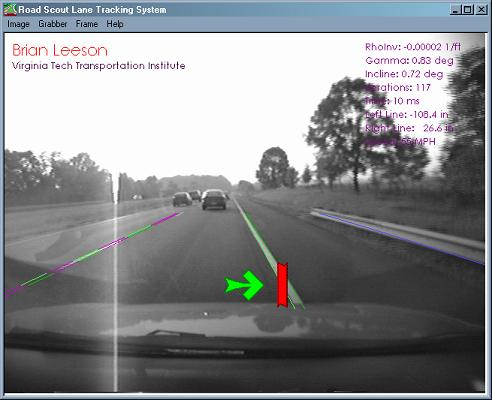 Road Scout Lane Tracking System
Image Grabber Frame Help
Brian Leeson
Virginia Tech Transportation Institute
RhoInv: -0.00002 1/ft
Gamma: 0.83 deg
Incline: 0.72 deg
Iterations: 117
Time: 10 ms
Left Line: -108.4 in
Right Line: 26.6 in
MPH